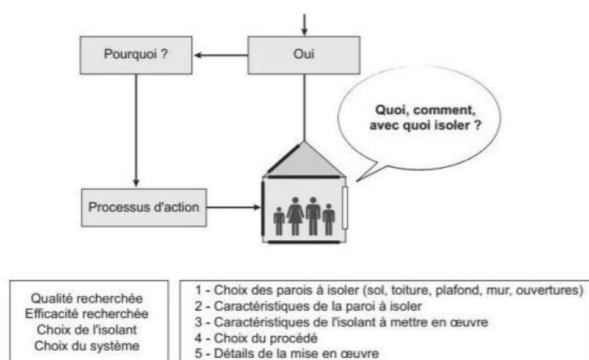 Pourquoi ?
Oui
Quoi, comment,
avec quoi isoler ?
Processus d'action
Qualité recherchée
Efficacité recherchée
Choix de l'isolant
Choix du système
1 - Choix des parois à isoler (sol, toiture, plafond, mur, ouvertures)
2 - Caractéristiques de la paroi à isoler
3 - Caractéristiques de l'isolant à mettre en œuvre
4 - Choix du procédé
5 - Détails de la mise en œuvre